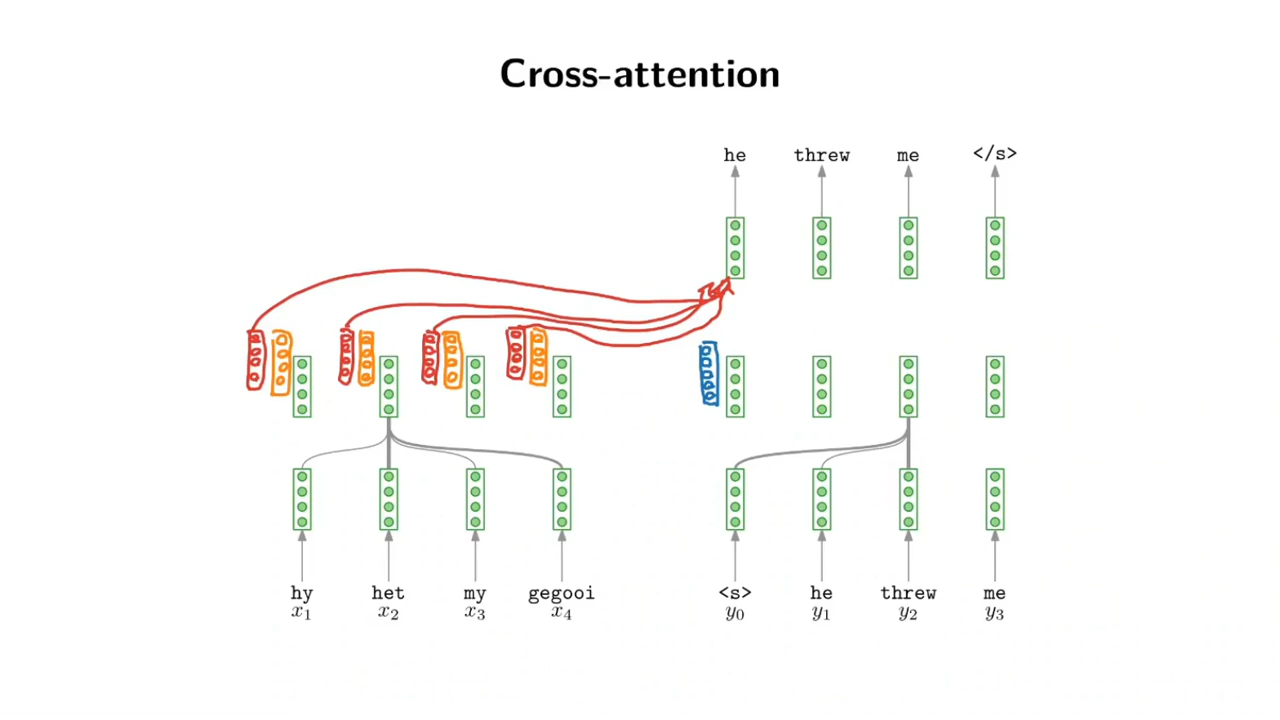 Cross-attention
he threw me </s>
hy het my gegooi <s> he threw me
x₁ x₂ x₃ x₄ y₀ y₁ y₂ y₃